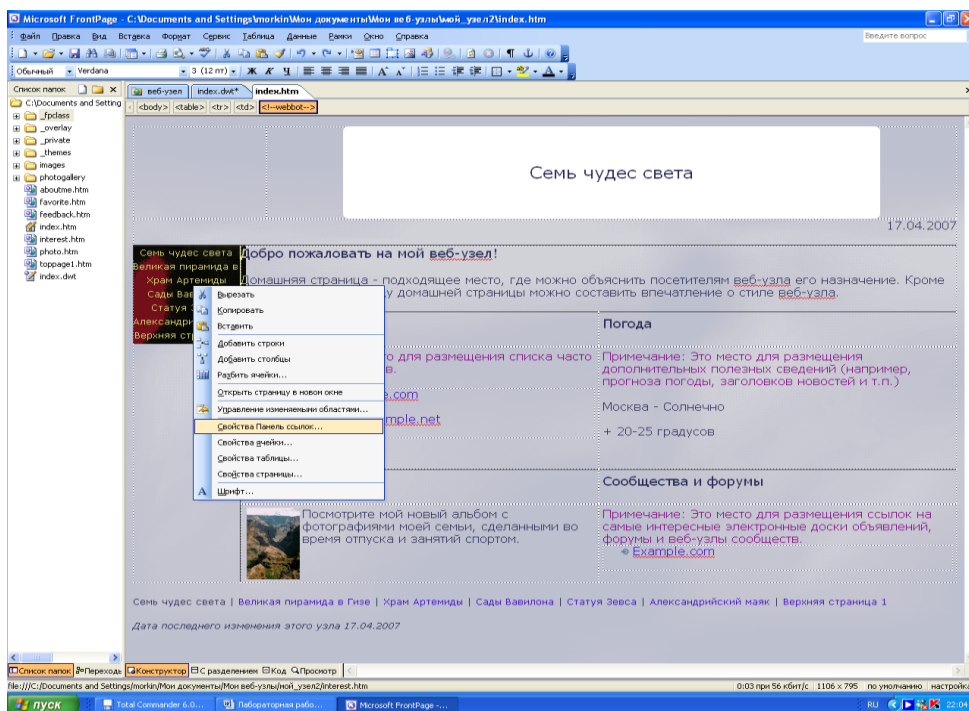 Microsoft FrontPage - C:\Documents and Settings\morkin\Мои документы\Мои веб-узлы\мой_узел2\index.htm
Файл Правка Вид Вставка Формат Сервис Таблица Данные Рамки Окно Справка
Введите вопрос
Обычный Verdana 3 (12 пт) Ж К Ч
Список папок
веб-узел index.dwt* index.htm
<body> <table> <tr> <td> <!--webbot-->
C:\Documents and Setting
_fpclass
_overlay
_private
_themes
images
photogallery
aboutme.htm
favorite.htm
feedback.htm
index.htm
interest.htm
photo.htm
toppage1.htm
index.dwt
Семь чудес света
17.04.2007
Семь чудес света
Великая пирамида в
Храм Артемиды
Сады Вав
Статуя З
Александри
Верхняя стр
Добро пожаловать на мой веб-узел!
Домашняя страница - подходящее место, где можно объяснить посетителям веб-узла его назначение. Кроме
у домашней страницы можно составить впечатление о стиле веб-узла.
Вырезать
Копировать
Вставить
Добавить строки
Добавить столбцы
Разбить ячейки...
Открыть страницу в новом окне
Управление изменяемыми областями...
Свойства Панель ссылок...
Свойства ячейки...
Свойства таблицы...
Свойства страницы...
Шрифт...
о для размещения списка часто
в.
e.com
mple.net
Погода
Примечание: Это место для размещения
дополнительных полезных сведений (например,
прогноза погоды, заголовков новостей и т.п.)
Москва - Солнечно
+ 20-25 градусов
Посмотрите мой новый альбом с
фотографиями моей семьи, сделанными во
время отпуска и занятий спортом.
Сообщества и форумы
Примечание: Это место для размещения ссылок на
самые интересные электронные доски объявлений,
форумы и веб-узлы сообществ.
Example.com
Семь чудес света | Великая пирамида в Гизе | Храм Артемиды | Сады Вавилона | Статуя Зевса | Александрийский маяк | Верхняя страница 1
Дата последнего изменения этого узла 17.04.2007
Список папок Переходы Конструктор С разделением Код Просмотр
file:///C:/Documents and Settings/morkin/Мои документы/Мои веб-узлы/мой_узел2/interest.htm
0:03 при 56 Кбит/с 1106 x 795 по умолчанию настройка
пуск Total Commander 6.0... Лабораторная рабо... Microsoft FrontPage -... RU 22:04